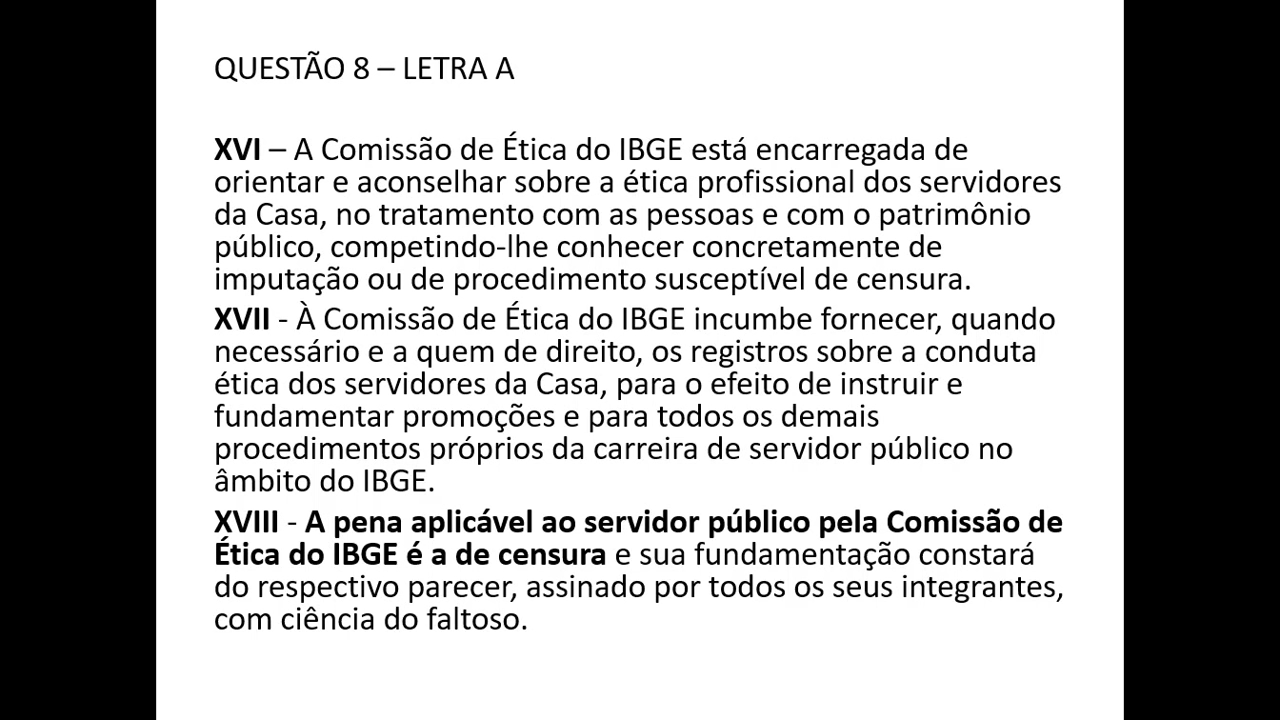 QUESTÃO 8 – LETRA A
XVI – A Comissão de Ética do IBGE está encarregada de
orientar e aconselhar sobre a ética profissional dos servidores
da Casa, no tratamento com as pessoas e com o patrimônio
público, competindo-lhe conhecer concretamente de
imputação ou de procedimento susceptível de censura.
XVII - À Comissão de Ética do IBGE incumbe fornecer, quando
necessário e a quem de direito, os registros sobre a conduta
ética dos servidores da Casa, para o efeito de instruir e
fundamentar promoções e para todos os demais
procedimentos próprios da carreira de servidor público no
âmbito do IBGE.
XVIII - A pena aplicável ao servidor público pela Comissão de
Ética do IBGE é a de censura e sua fundamentação constará
do respectivo parecer, assinado por todos os seus integrantes,
com ciência do faltoso.